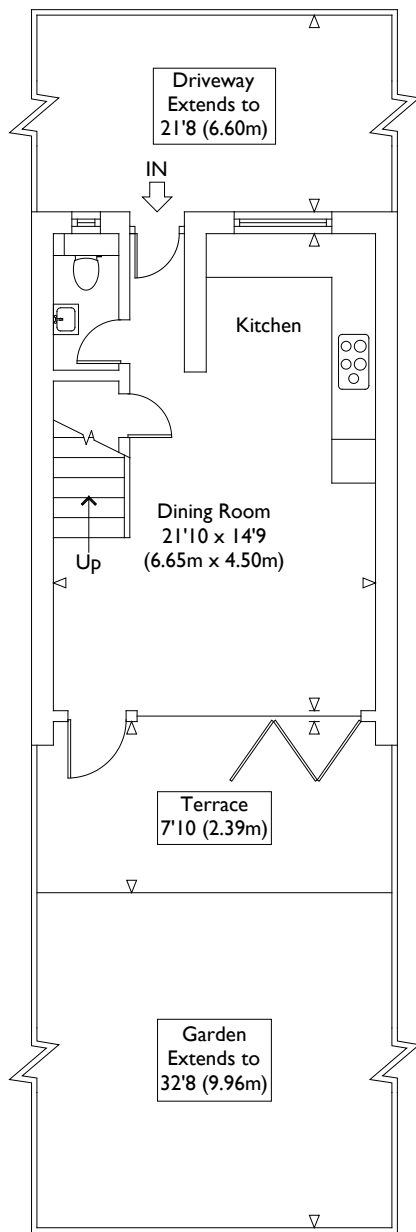 Driveway
Extends to
21'8 (6.60m)
IN
Kitchen
Dining Room
21'10 x 14'9
(6.65m x 4.50m)
Up
Terrace
7'10 (2.39m)
Garden
Extends to
32'8 (9.96m)